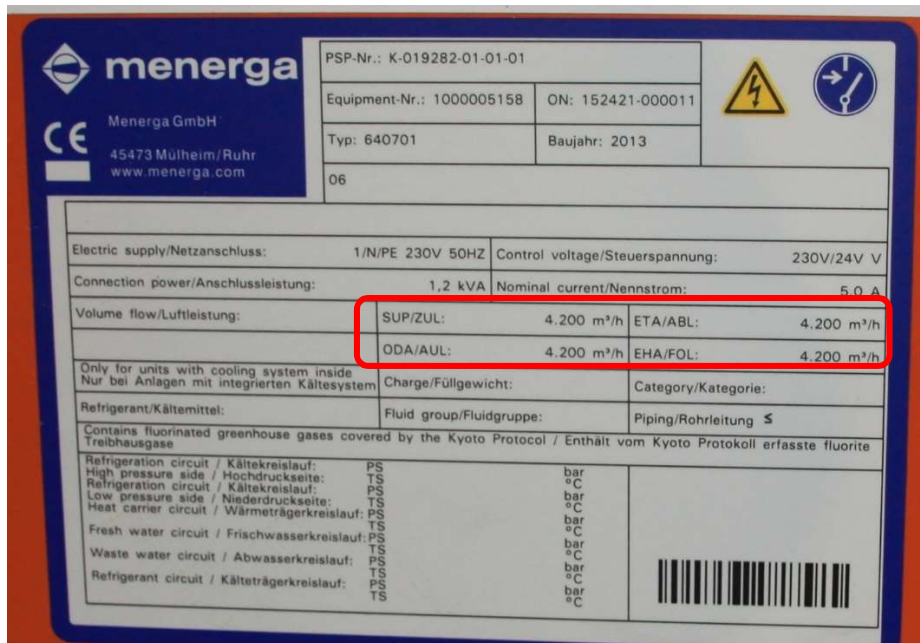 menerga
Menerga GmbH
45473 Mülheim/Ruhr
www.menerga.com
PSP-Nr.: K-019282-01-01-01
Equipment-Nr.: 1000005158 ON: 152421-000011
Typ: 640701 Baujahr: 2013
06
Electric supply/Netzanschluss: 1/N/PE 230V 50HZ Control voltage/Steuerspannung: 230V/24V V
Connection power/Anschlussleistung: 1,2 kVA Nominal current/Nennstrom: 5.0 A
Volume flow/Luftleistung: SUP/ZUL: 4.200 m³/h ETA/ABL: 4.200 m³/h
ODA/AUL: 4.200 m³/h EHA/FOL: 4.200 m³/h
Only for units with cooling system inside
Nur bei Anlagen mit integrierten Kältesystem Charge/Füllgewicht: Category/Kategorie:
Refrigerant/Kältemittel: Fluid group/Fluidgruppe: Piping/Rohrleitung ≤
Contains fluorinated greenhouse gases covered by the Kyoto Protocol / Enthält vom Kyoto Protokoll erfasste fluorite
Treibhausgase
Refrigeration circuit / Kältekreislauf: PS bar
High pressure side / Hochdruckseite: TS °C
Refrigeration circuit / Kältekreislauf: PS bar
Low pressure side / Niederdruckseite: TS °C
Heat carrier circuit / Wärmeträgerkreislauf: PS bar
TS °C
Fresh water circuit / Frischwasserkreislauf: PS bar
TS °C
Waste water circuit / Abwasserkreislauf: PS bar
TS °C
Refrigerant circuit / Kälteträgerkreislauf: PS bar
TS °C